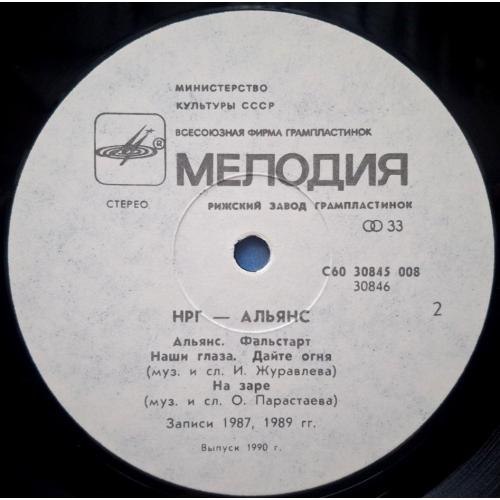 МИНИСТЕРСТВО
КУЛЬТУРЫ СССР
ВСЕСОЮЗНАЯ ФИРМА ГРАМПЛАСТИНОК
®
МЕЛОДИЯ
СТЕРЕО
РИЖСКИЙ ЗАВОД ГРАМПЛАСТИНОК
33
С60 30845 008
30846
2
НРГ — АЛЬЯНС
Альянс. Фальстарт
Наши глаза. Дайте огня
(муз. и сл. И. Журавлева)
На заре
(муз. и сл. О. Парастаева)
Записи 1987, 1989 гг.
Выпуск 1990 г.